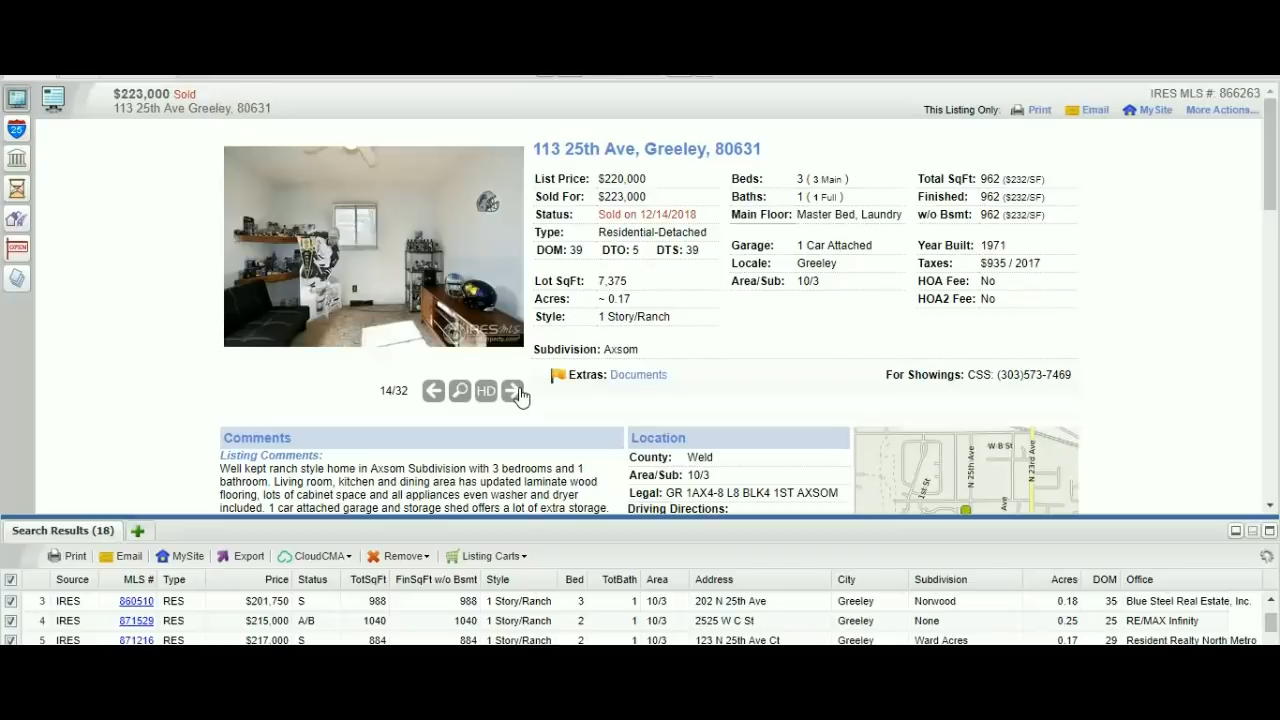 $223,000 Sold
113 25th Ave Greeley, 80631
IRES MLS #: 866263
This Listing Only: Print Email MySite More Actions...
25
OPEN
113 25th Ave, Greeley, 80631
List Price: $220,000
Sold For: $223,000
Status: Sold on 12/14/2018
Type: Residential-Detached
DOM: 39 DTO: 5 DTS: 39
Lot SqFt: 7,375
Acres: ~ 0.17
Style: 1 Story/Ranch
Beds: 3 ( 3 Main )
Baths: 1 ( 1 Full )
Main Floor: Master Bed, Laundry
Garage: 1 Car Attached
Locale: Greeley
Area/Sub: 10/3
Total SqFt: 962 ($232/SF)
Finished: 962 ($232/SF)
w/o Bsmt: 962 ($232/SF)
Year Built: 1971
Taxes: $935 / 2017
HOA Fee: No
HOA2 Fee: No
Subdivision: Axsom
Extras: Documents
For Showings: CSS: (303)573-7469
IRES MLS
14/32
HD
Comments
Listing Comments:
Well kept ranch style home in Axsom Subdivision with 3 bedrooms and 1
bathroom. Living room, kitchen and dining area has updated laminate wood
flooring, lots of cabinet space and all appliances even washer and dryer
included. 1 car attached garage and storage shed offers a lot of extra storage.
Location
County: Weld
Area/Sub: 10/3
Legal: GR 1AX4-8 L8 BLK4 1ST AXSOM
Driving Directions:
W B St
N 25th Ave
N 23rd Ave
1st St
Ave
Search Results (18)
Print Email MySite Export CloudCMA Remove Listing Carts
Source MLS # Type Price Status TotSqFt FinSqFt w/o Bsmt Style Bed TotBath Area Address City Subdivision Acres DOM Office
3 IRES 860510 RES $201,750 S 988 988 1 Story/Ranch 3 1 10/3 202 N 25th Ave Greeley Norwood 0.18 35 Blue Steel Real Estate, Inc.
4 IRES 871529 RES $215,000 A/B 1040 1040 1 Story/Ranch 2 1 10/3 2525 W C St Greeley None 0.25 25 RE/MAX Infinity
5 IRES 871216 RES $217,000 S 884 884 1 Story/Ranch 2 1 10/3 123 N 25th Ave Ct Greeley Ward Acres 0.17 29 Resident Realty North Metro